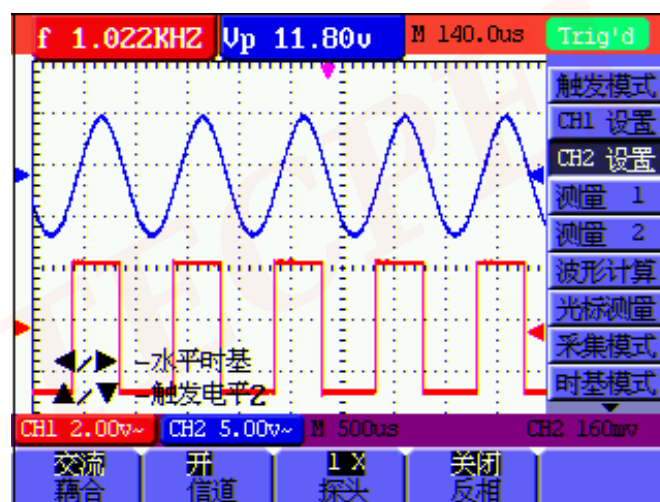 f 1.022KHZ Vp 11.80v M 140.0us Trig'd
触发模式
CH1 设置
CH2 设置
测量 1
测量 2
波形计算
光标测量
采集模式
时基模式
◀/▶ -水平时基
▲/▼ -触发电平2
CH1 2.00v~ CH2 5.00v~ M 500us CH2 160mv
交流 开 1 X 关闭
藕合 信道 探头 反相
TECPEL